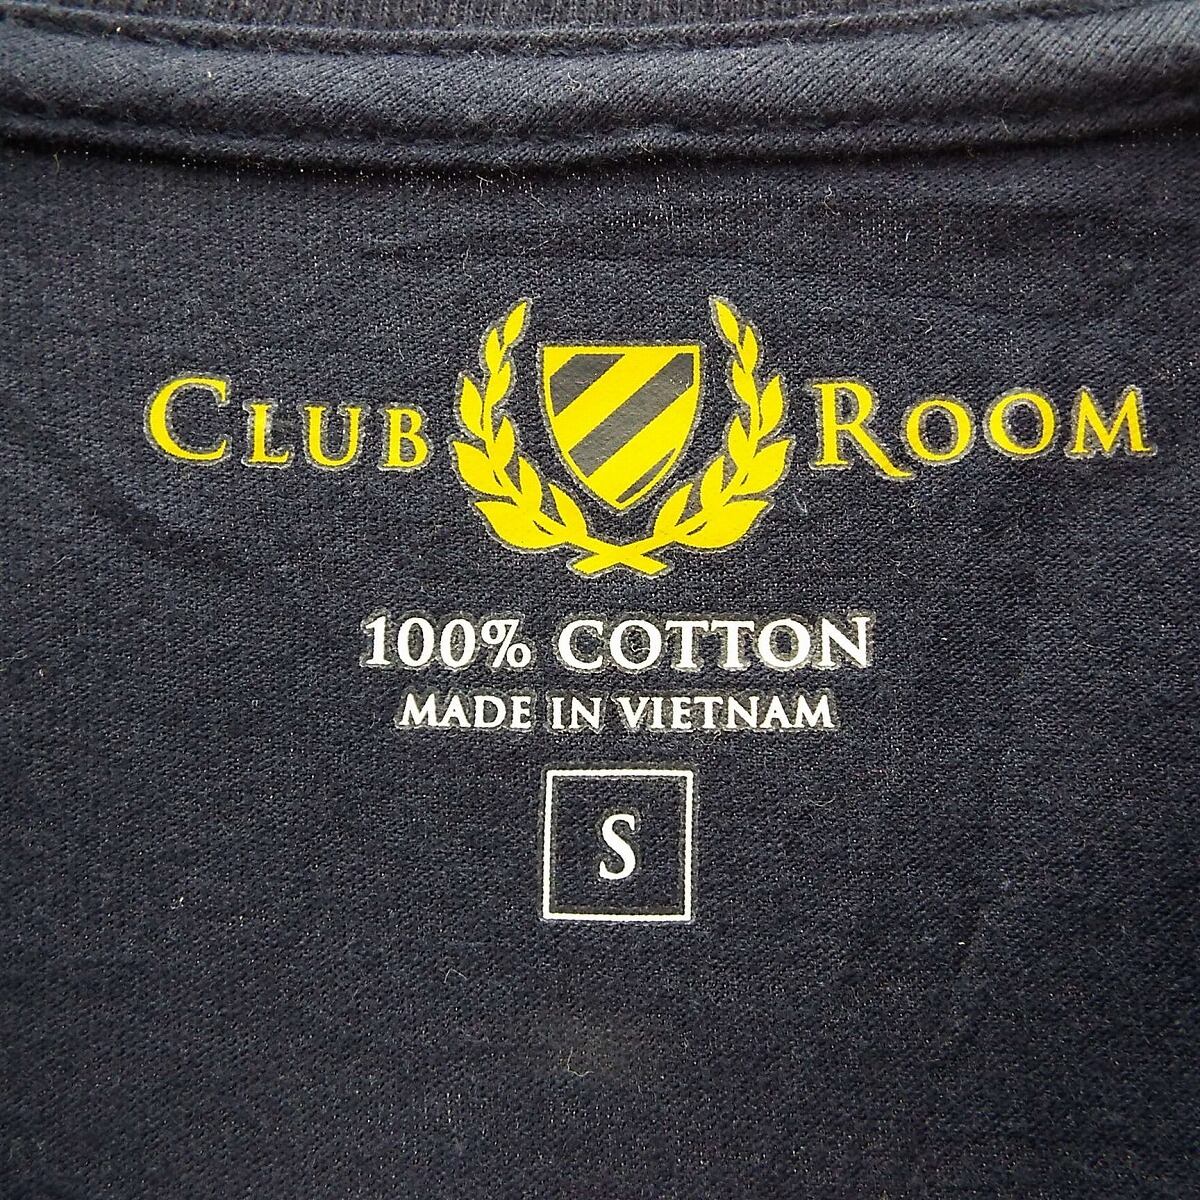 CLUB ROOM
100% COTTON
MADE IN VIETNAM
S